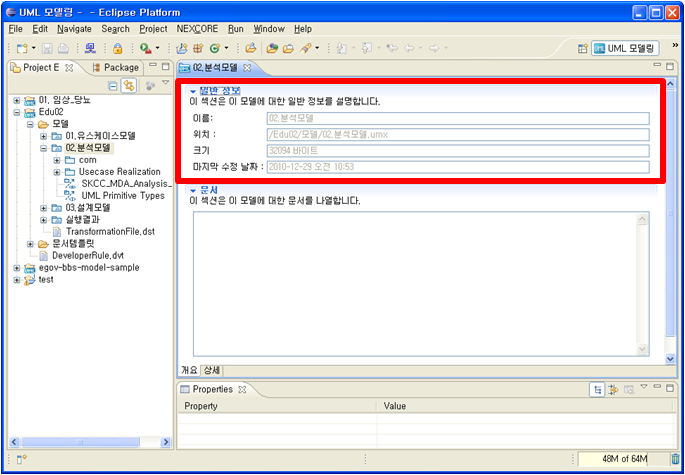 UML 모델링 - - Eclipse Platform
File Edit Navigate Search Project NEXCORE Run Window Help
UML 모델링
Project E
Package
02.분석모델
01. 임상_당뇨
Edu02
모델
01.유스케이스모델
02.분석모델
com
Usecase Realization
SKCC_MDA_Analysis_
UML Primitive Types
03.설계모델
실행결과
TransformationFile.dst
문서템플릿
DeveloperRule.dvt
egov-bbs-model-sample
test
일반 정보
이 섹션은 이 모델에 대한 일반 정보를 설명합니다.
이름: 02.분석모델
위치 : /Edu02/모델/02.분석모델.umx
크기 32094 바이트
마지막 수정 날짜 : 2010-12-29 오전 10:53
문서
이 섹션은 이 모델에 대한 문서를 나열합니다.
개요 상세
Properties
Property Value
48M of 64M